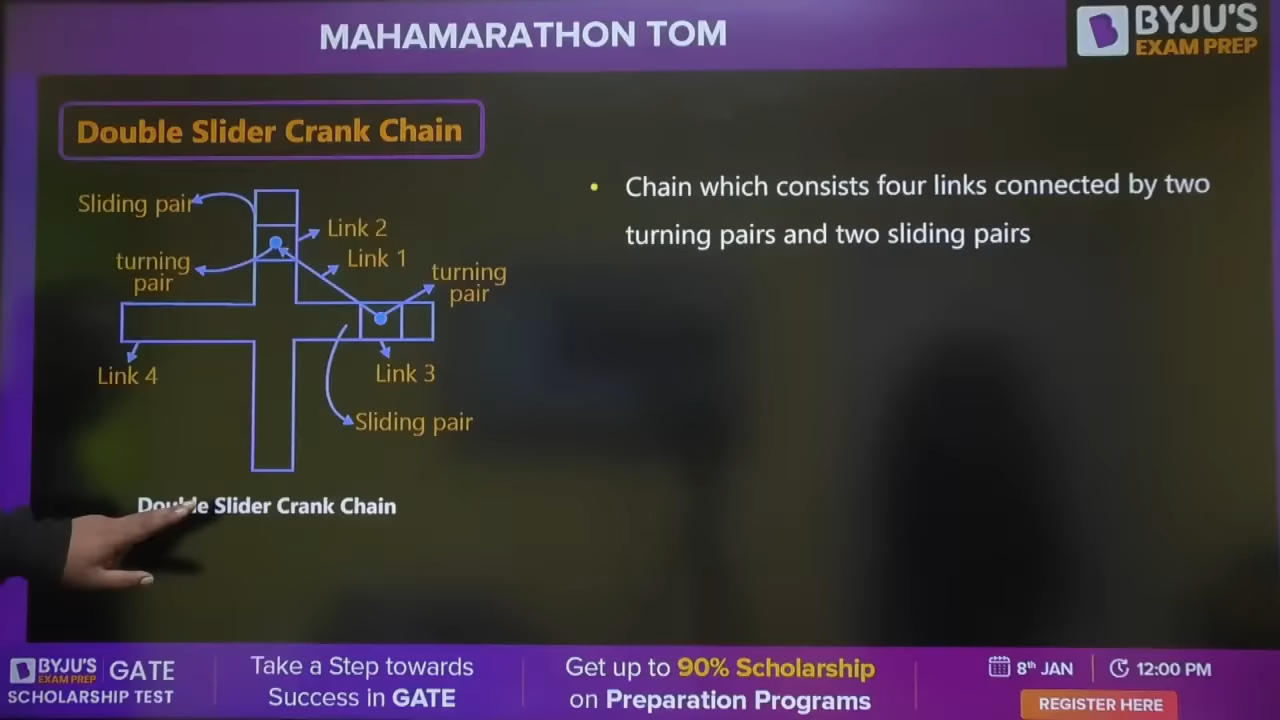 MAHAMARATHON TOM
BYJU'S
EXAM PREP
Double Slider Crank Chain
Sliding pair
Link 2
Link 1
turning
pair
turning
pair
Link 4
Link 3
Sliding pair
Double Slider Crank Chain
• Chain which consists four links connected by two
turning pairs and two sliding pairs
BYJU'S
EXAM PREP
GATE
SCHOLARSHIP TEST
Take a Step towards
Success in GATE
Get up to 90% Scholarship
on Preparation Programs
8th JAN
12:00 PM
REGISTER HERE